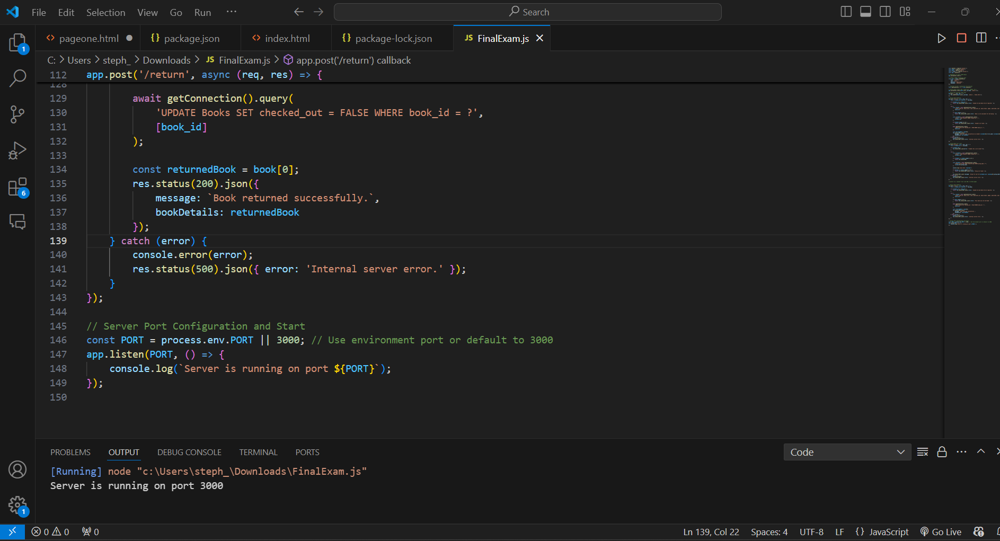 File Edit Selection View Go Run ··· Search
pageone.html package.json index.html package-lock.json JS FinalExam.js
C: > Users > steph_ > Downloads > JS FinalExam.js > app.post('/return') callback
112 app.post('/return', async (req, res) => {
128
129 await getConnection().query(
130 'UPDATE Books SET checked_out = FALSE WHERE book_id = ?',
131 [book_id]
132 );
133
134 const returnedBook = book[0];
135 res.status(200).json({
136 message: `Book returned successfully.`,
137 bookDetails: returnedBook
138 });
139 } catch (error) {
140 console.error(error);
141 res.status(500).json({ error: 'Internal server error.' });
142 }
143 });
144
145 // Server Port Configuration and Start
146 const PORT = process.env.PORT || 3000; // Use environment port or default to 3000
147 app.listen(PORT, () => {
148 console.log(`Server is running on port ${PORT}`);
149 });
150
1
6
1
PROBLEMS OUTPUT DEBUG CONSOLE TERMINAL PORTS Code
[Running] node "c:\Users\steph_\Downloads\FinalExam.js"
Server is running on port 3000
0 0 0 Ln 139, Col 22 Spaces: 4 UTF-8 LF {} JavaScript Go Live